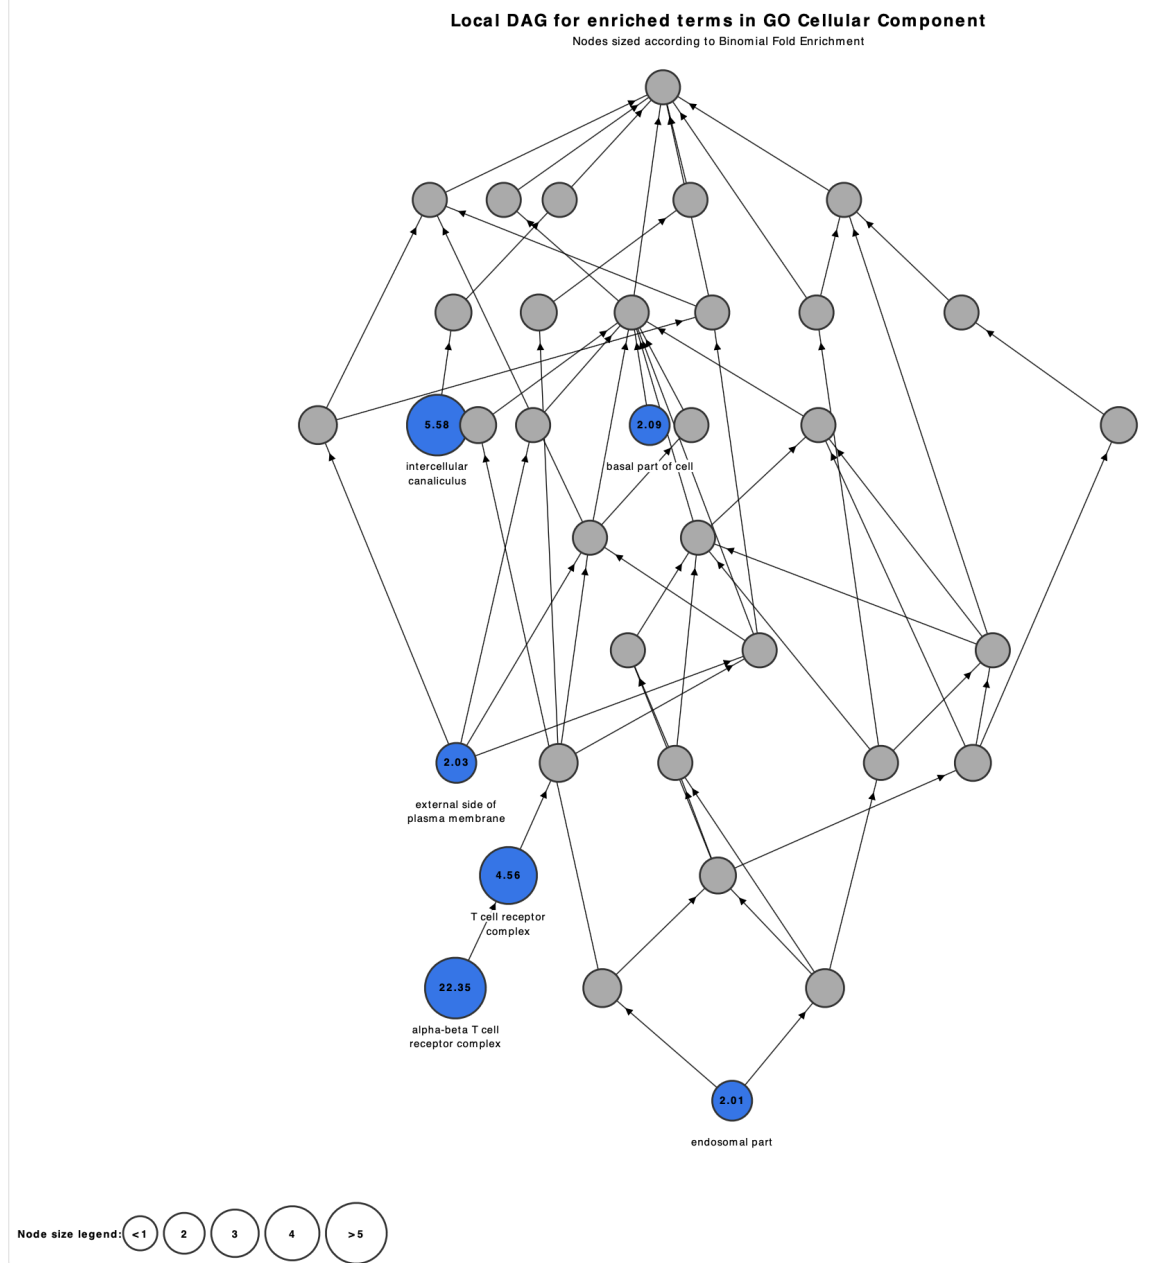 Local DAG for enriched terms in GO Cellular Component
Nodes sized according to Binomial Fold Enrichment
5.58
2.09
intercellular
canaliculus
basal part of cell
2.03
external side of
plasma membrane
4.56
T cell receptor
complex
22.35
alpha-beta T cell
receptor complex
2.01
endosomal part
Node size legend: <1 2 3 4 >5